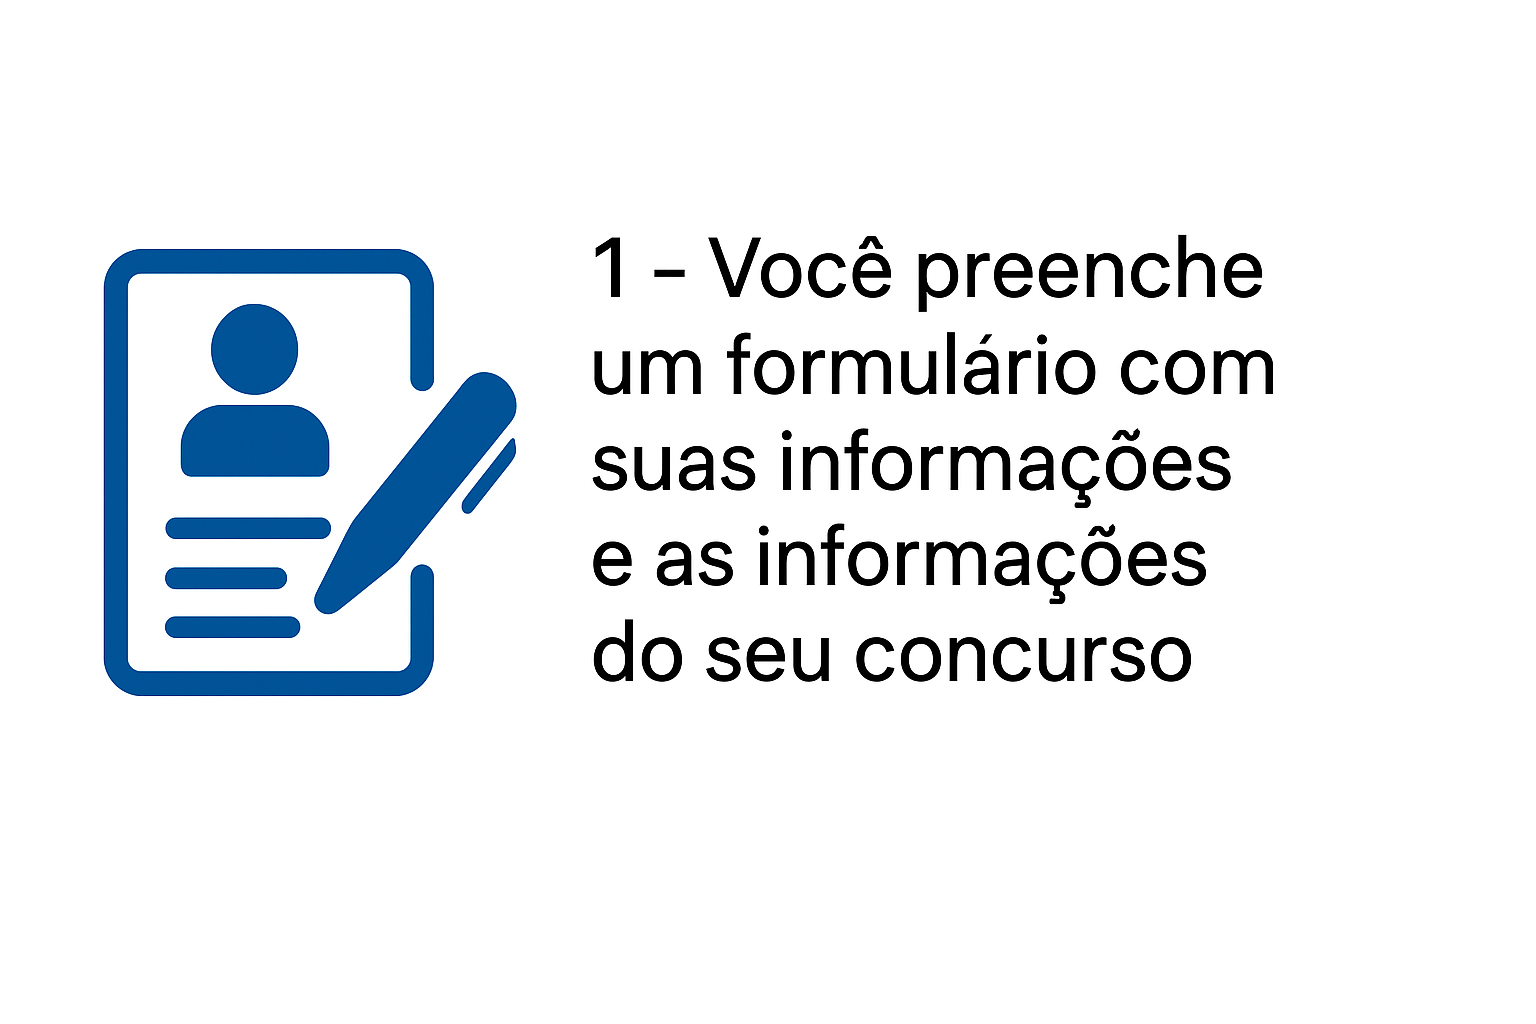 1 - Você preenche
um formulário com
suas informações
e as informações
do seu concurso